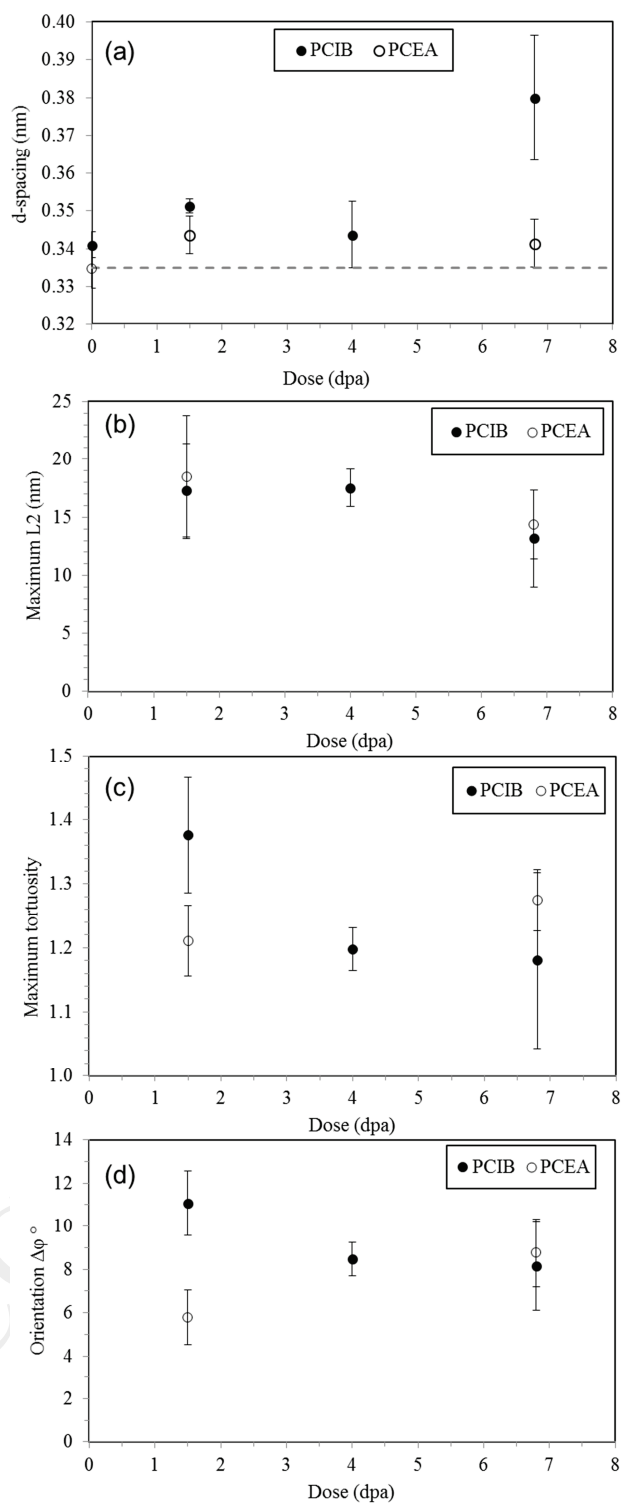 (a)
PCIB PCEA
d-spacing (nm)
0.40
0.39
0.38
0.37
0.36
0.35
0.34
0.33
0.32
0 1 2 3 4 5 6 7 8
Dose (dpa)
(b)
PCIB PCEA
Maximum L2 (nm)
25
20
15
10
5
0
0 1 2 3 4 5 6 7 8
Dose (dpa)
(c)
PCIB PCEA
Maximum tortuosity
1.5
1.4
1.3
1.2
1.1
1.0
0 1 2 3 4 5 6 7 8
Dose (dpa)
(d)
PCIB PCEA
Orientation Δφ °
14
12
10
8
6
4
2
0
0 1 2 3 4 5 6 7 8
Dose (dpa)